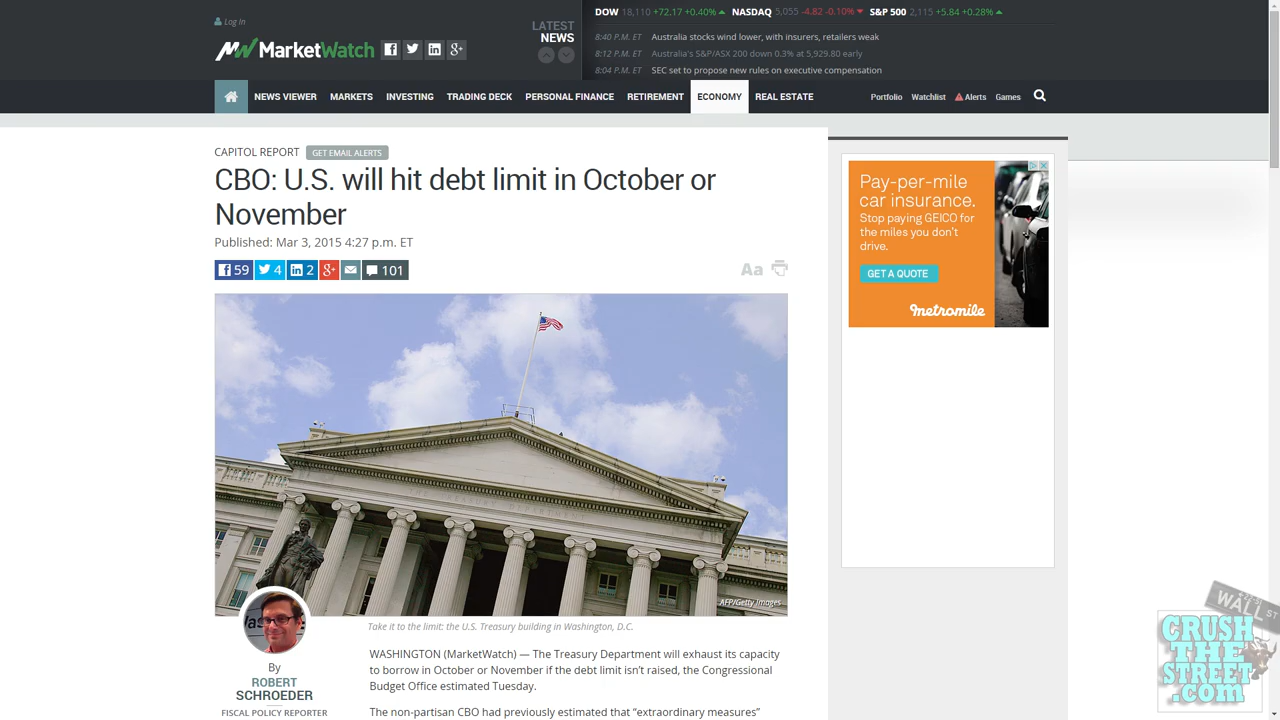 Log In
MarketWatch
LATEST
NEWS
DOW 18,110 +72.17 +0.40% NASDAQ 5,055 -4.82 -0.10% S&P 500 2,115 +5.84 +0.28%
8:40 P.M. ET Australia stocks wind lower, with insurers, retailers weak
8:12 P.M. ET Australia's S&P/ASX 200 down 0.3% at 5,929.80 early
8:04 P.M. ET SEC set to propose new rules on executive compensation
NEWS VIEWER MARKETS INVESTING TRADING DECK PERSONAL FINANCE RETIREMENT ECONOMY REAL ESTATE Portfolio Watchlist Alerts Games
CAPITOL REPORT GET EMAIL ALERTS
CBO: U.S. will hit debt limit in October or
November
Published: Mar 3, 2015 4:27 p.m. ET
59 4 2 101
Aa
AFP/Getty Images
Take it to the limit: the U.S. Treasury building in Washington, D.C.
By
ROBERT
SCHROEDER
FISCAL POLICY REPORTER
WASHINGTON (MarketWatch) — The Treasury Department will exhaust its capacity
to borrow in October or November if the debt limit isn't raised, the Congressional
Budget Office estimated Tuesday.
The non-partisan CBO had previously estimated that "extraordinary measures"
Pay-per-mile
car insurance.
Stop paying GEICO for
the miles you don't
drive.
GET A QUOTE
metromile
WALL ST
CRUSH
THE
STREET
.com